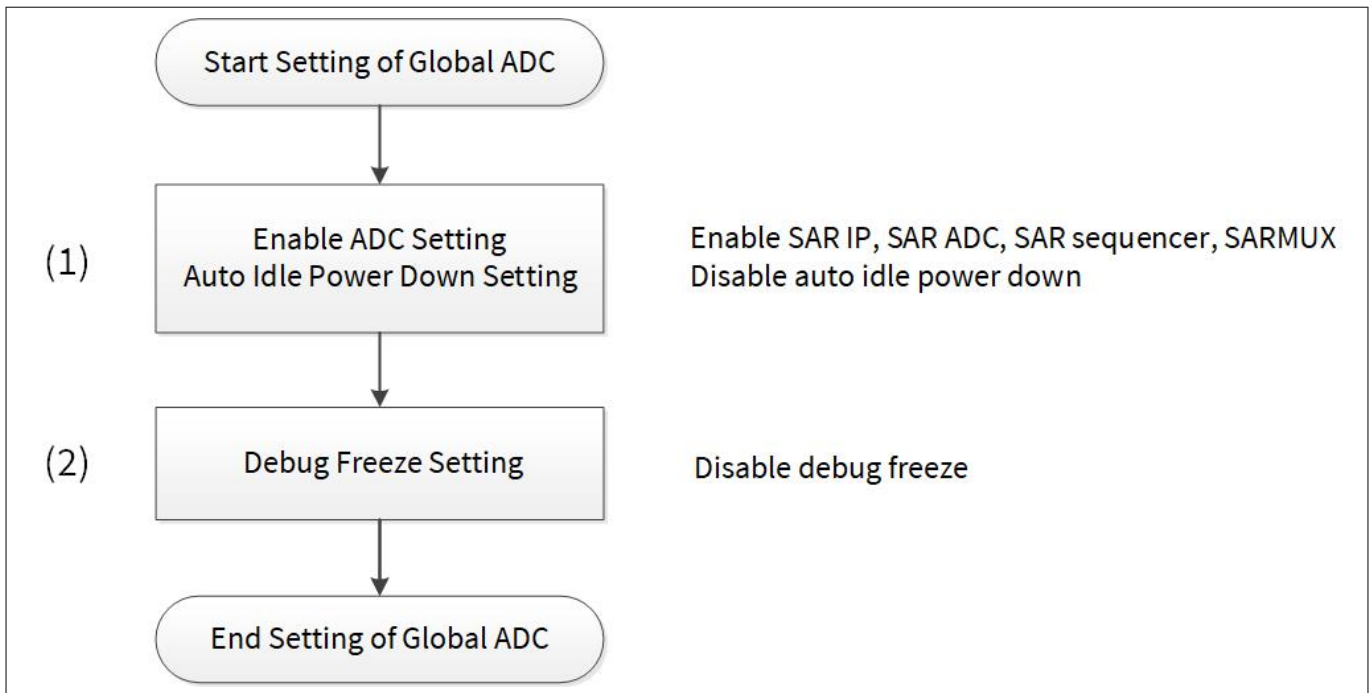 Start Setting of Global ADC
(1)
Enable ADC Setting
Auto Idle Power Down Setting
Enable SAR IP, SAR ADC, SAR sequencer, SARMUX
Disable auto idle power down
(2)
Debug Freeze Setting
Disable debug freeze
End Setting of Global ADC